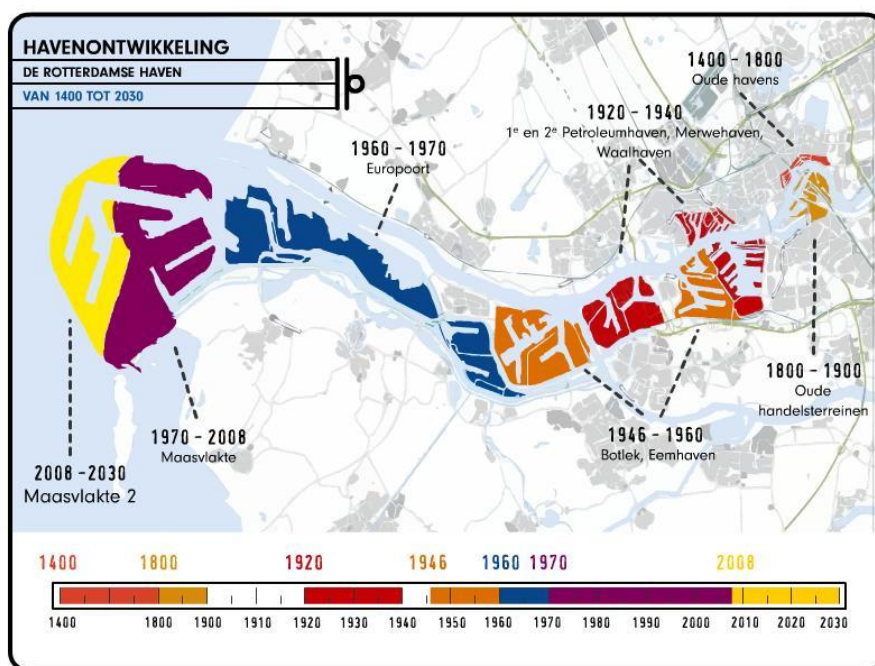 HAVENONTWIKKELING
DE ROTTERDAMSE HAVEN
VAN 1400 TOT 2030
1400 - 1800
Oude havens
1920 - 1940
1e en 2e Petroleumhaven, Merwehaven,
Waalhaven
1960 - 1970
Europoort
1800 - 1900
Oude
handelsterreinen
1946 - 1960
Botlek, Eemhaven
1970 - 2008
Maasvlakte
2008 - 2030
Maasvlakte 2
1400 1800 1920 1946 1960 1970 2008
1400 1800 1900 1910 1920 1930 1940 1950 1960 1970 1980 1990 2000 2010 2020 2030